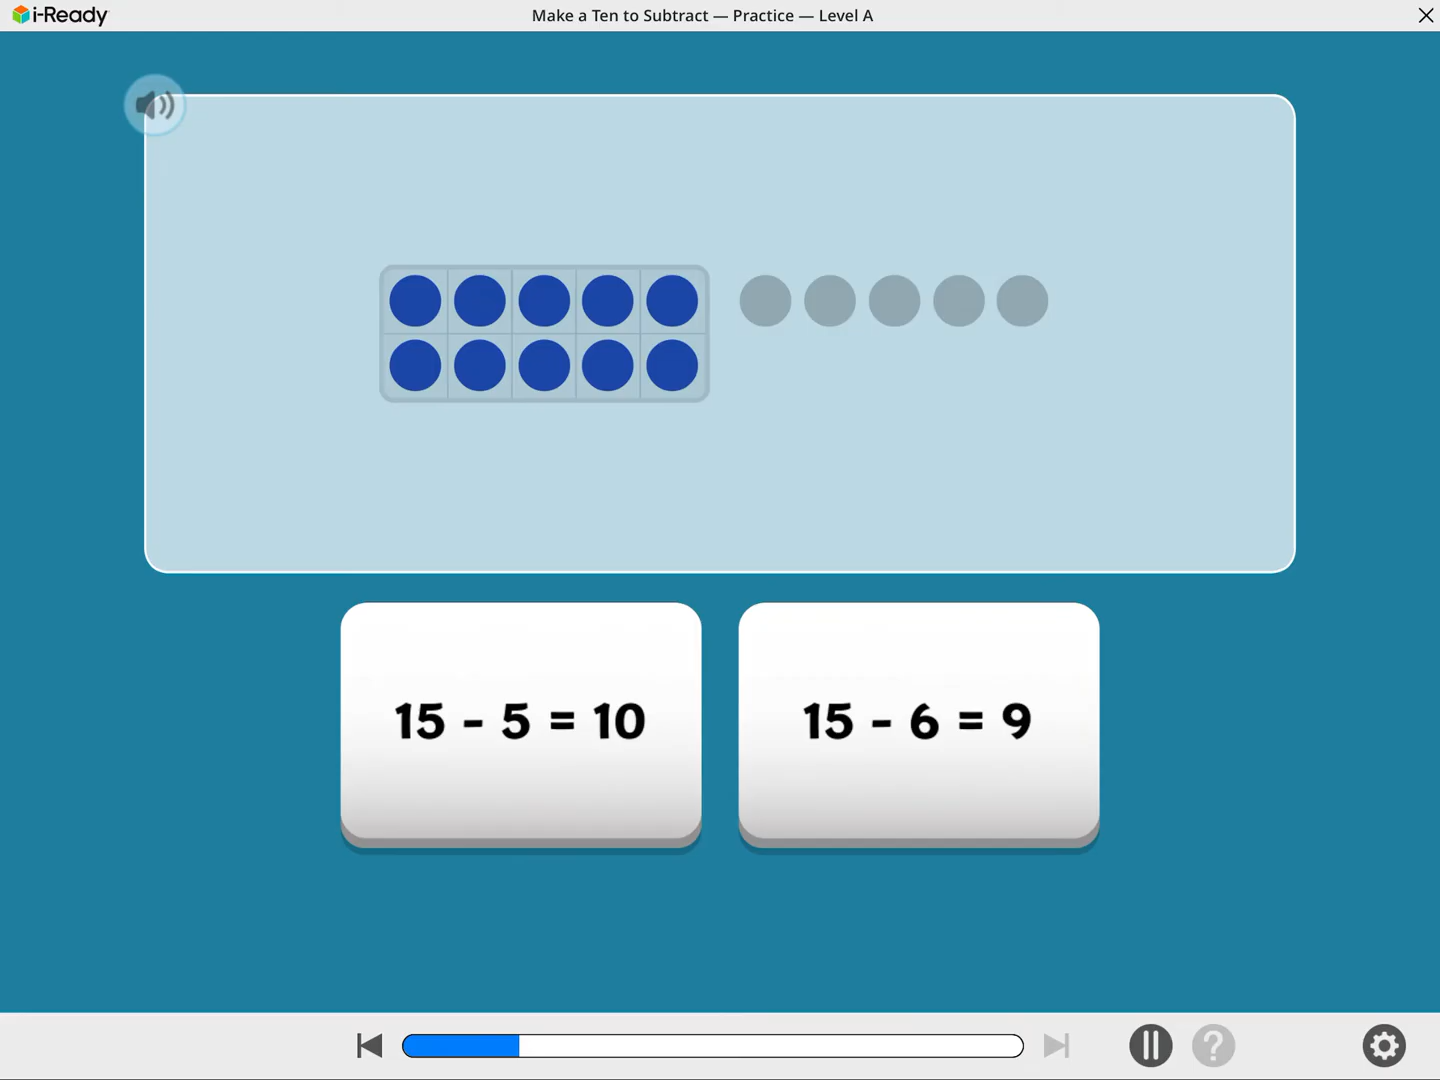 i-Ready
Make a Ten to Subtract — Practice — Level A
15 - 5 = 10
15 - 6 = 9
?